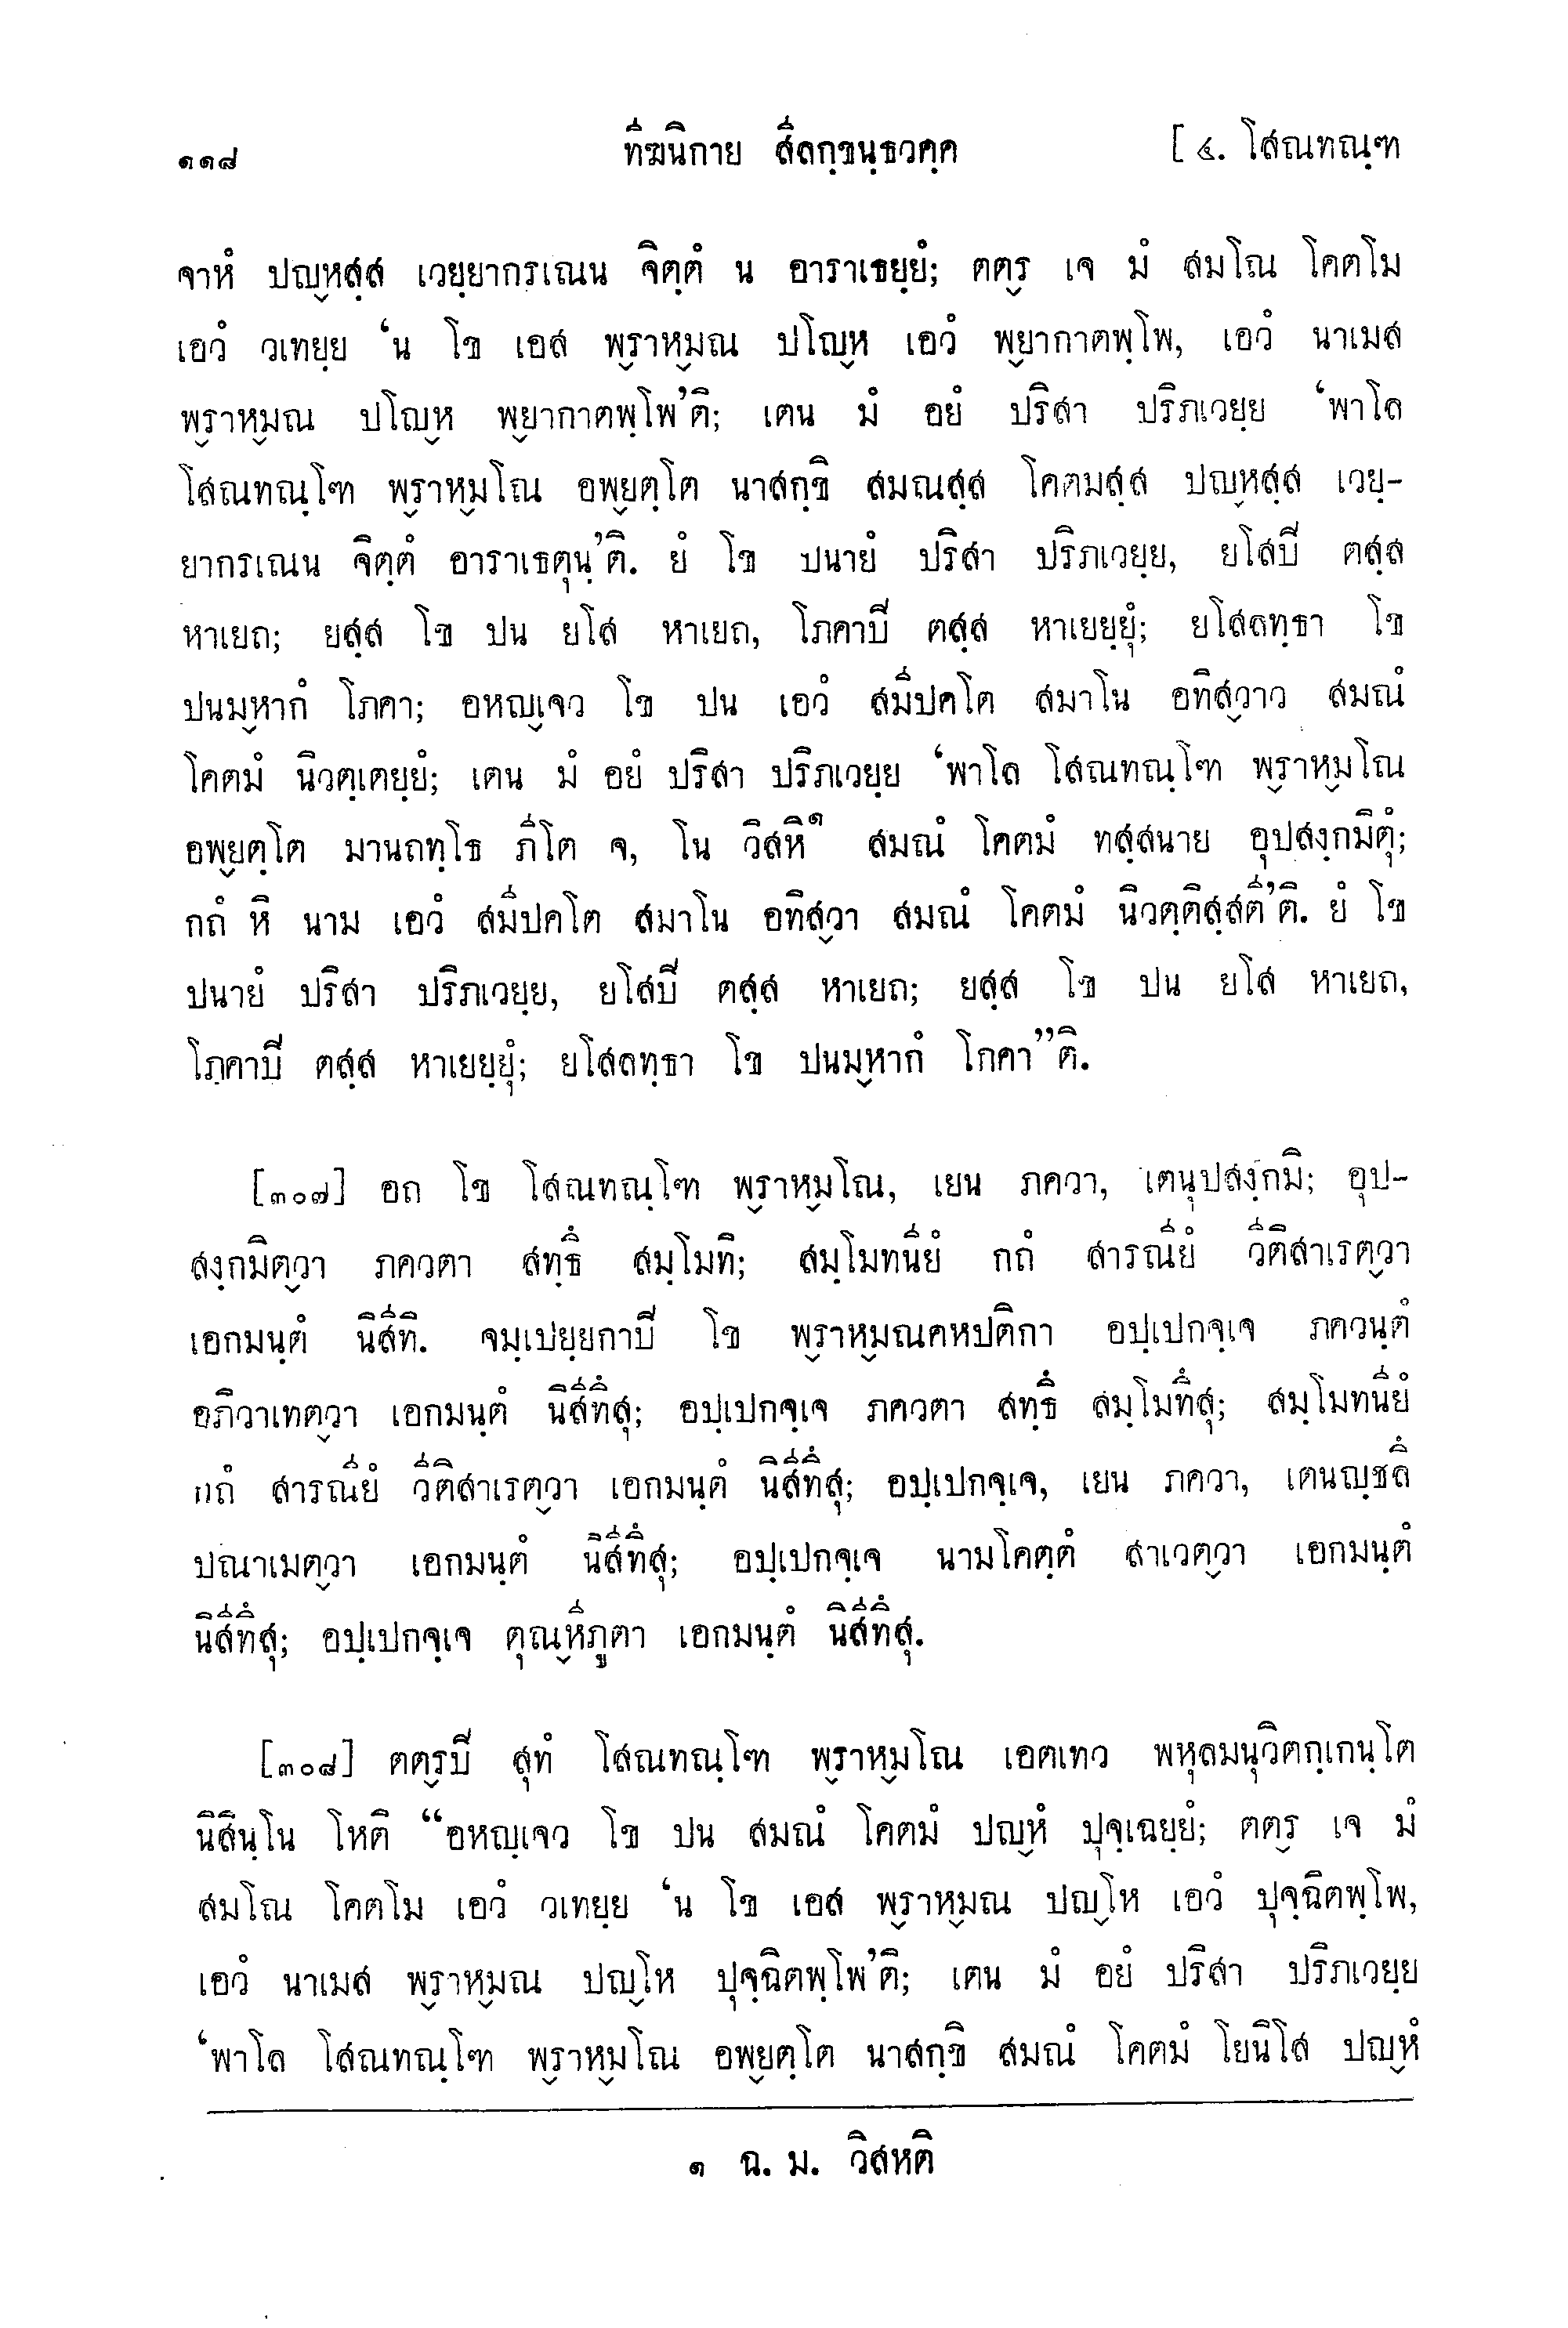 ๑๑๘ ทีฆนิกาย สีลกฺขนฺธวคฺค [ ๔. โสณทณฺฑ
จาหํ ปญ๎หสฺส เวยฺยากรเณน จิตฺตํ น อาราเธยฺยํ; ตต๎ร เจ มํ สมโณ โคตโม
เอวํ วเทยฺย ‘น โข เอส พ๎ราห๎มณ ปโญ๎ห เอวํ พ๎ยากาตพฺโพ, เอวํ นาเมส
พ๎ราห๎มณ ปโญ๎ห พ๎ยากาตพฺโพ’ติ; เตน มํ อยํ ปริสา ปริภเวยฺย ‘พาโล
โสณทณฺโฑ พ๎ราห๎มโณ อพ๎ยตฺโต นาสกฺขิ สมณสฺส โคตมสฺส ปญ๎หสฺส เวยฺ-
ยากรเณน จิตฺตํ อาราเธตุนฺ’ติ. ยํ โข ปนายํ ปริสา ปริภเวยฺย, ยโสปี ตสฺส
หาเยถ; ยสฺส โข ปน ยโส หาเยถ, โภคาปี ตสฺส หาเยยฺยุํ; ยโสลทฺธา โข
ปนม๎หากํ โภคา; อหญ๎เจว โข ปน เอวํ สมีปคโต สมาโน อทิส๎วาว สมณํ
โคตมํ นิวตฺเตยฺยํ; เตน มํ อยํ ปริสา ปริภเวยฺย ‘พาโล โสณทณฺโฑ พ๎ราห๎มโณ
อพ๎ยตฺโต มานถทฺโธ ภีโต จ, โน วิสหิ๑ สมณํ โคตมํ ทสฺสนาย อุปสงฺกมิตุํ;
กถํ หิ นาม เอวํ สมีปคโต สมาโน อทิส๎วา สมณํ โคตมํ นิวตฺติสฺสตี’ติ. ยํ โข
ปนายํ ปริสา ปริภเวยฺย, ยโสปี ตสฺส หาเยถ; ยสฺส โข ปน ยโส หาเยถ,
โภคาปี ตสฺส หาเยยฺยุํ; ยโสลทฺธา โข ปนม๎หากํ โภคา”ติ.
[๓๐๗] อถ โข โสณทณฺโฑ พ๎ราห๎มโณ, เยน ภควา, เตนุปสงฺกมิ; อุป-
สงฺกมิต๎วา ภควตา สทฺธึ สมฺโมทิ; สมฺโมทนียํ กถํ สารณียํ วีติสาเรต๎วา
เอกมนฺตํ นิสีทิ. จมฺเปยฺยกาปี โข พ๎ราห๎มณคหปติกา อปฺเปกจฺเจ ภควนฺตํ
อภิวาเทต๎วา เอกมนฺตํ นิสีทึสุ; อปฺเปกจฺเจ ภควตา สทฺธึ สมฺโมทึสุ; สมฺโมทนียํ
กถํ สารณียํ วีติสาเรต๎วา เอกมนฺตํ นิสีทึสุ; อปฺเปกจฺเจ, เยน ภควา, เตนญฺชลึ
ปณาเมต๎วา เอกมนฺตํ นิสีทึสุ; อปฺเปกจฺเจ นามโคตฺตํ สาเวต๎วา เอกมนฺตํ
นิสีทึสุ; อปฺเปกจฺเจ ตุณ๎หีภูตา เอกมนฺตํ นิสีทึสุ.
[๓๐๘] ตต๎รปี สุทํ โสณทณฺโฑ พ๎ราห๎มโณ เอตเทว พหุลมนุวิตกฺเกนฺโต
นิสินฺโน โหติ “อหญฺเจว โข ปน สมณํ โคตมํ ปญ๎หํ ปุจฺเฉยฺยํ; ตต๎ร เจ มํ
สมโณ โคตโม เอวํ วเทยฺย ‘น โข เอส พ๎ราห๎มณ ปญ๎โห เอวํ ปุจฺฉิตพฺโพ,
เอวํ นาเมส พ๎ราห๎มณ ปญ๎โห ปุจฺฉิตพฺโพ’ติ; เตน มํ อยํ ปริสา ปริภเวยฺย
‘พาโล โสณทณฺโฑ พ๎ราห๎มโณ อพ๎ยตฺโต นาสกฺขิ สมณํ โคตมํ โยนิโส ปญ๎หํ
๑ ฉ. ม. วิสหติ